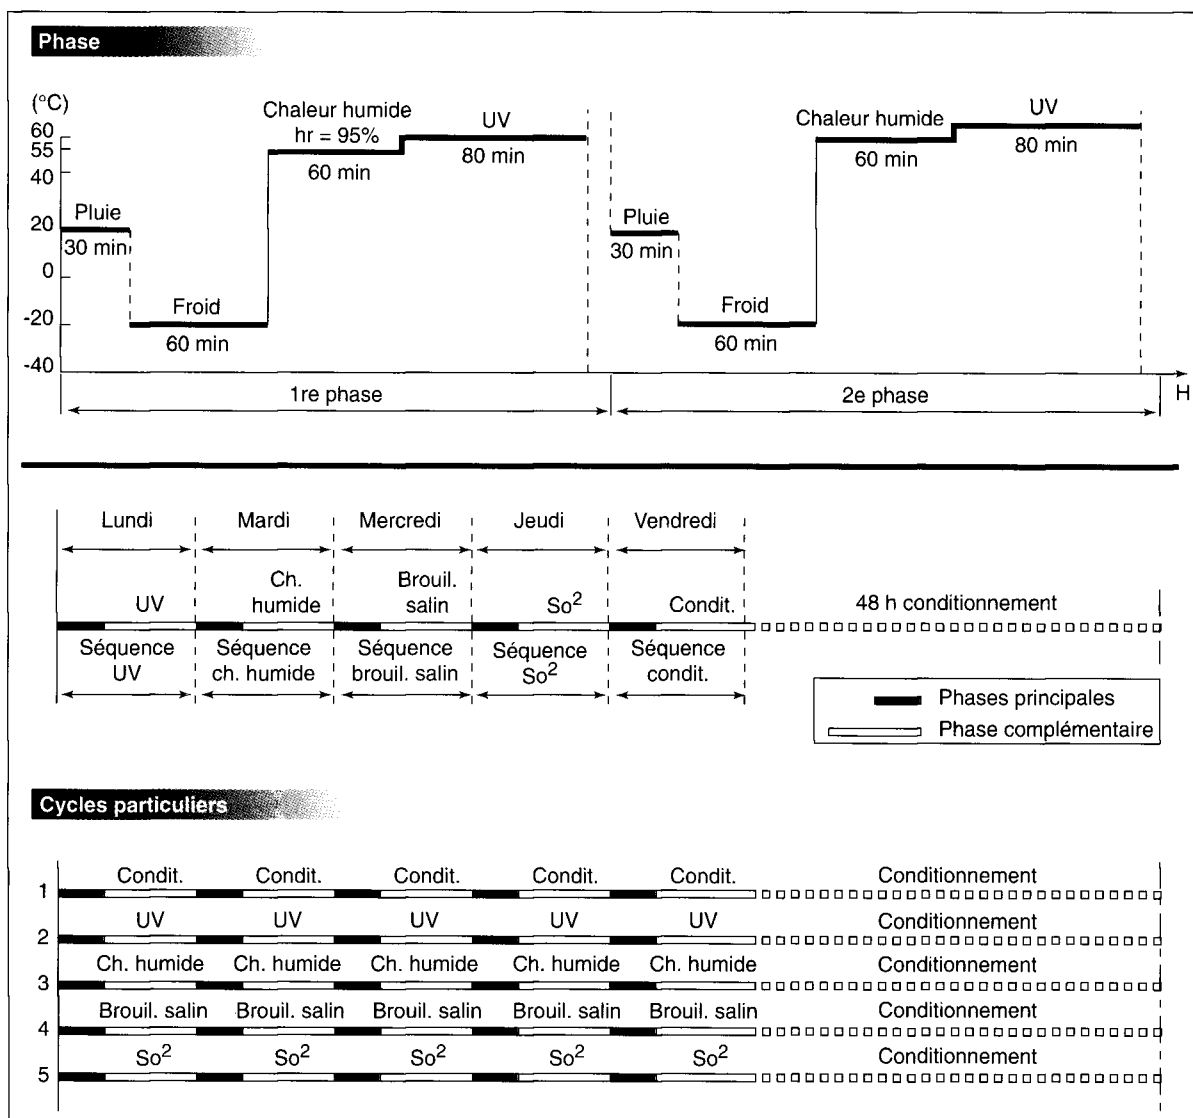 Phase
(°C)
60
55
40
20
0
-20
-40
Pluie
30 min
Froid
60 min
Chaleur humide
hr = 95%
60 min
UV
80 min
Pluie
30 min
Froid
60 min
Chaleur humide
60 min
UV
80 min
1re phase
2e phase
H
Lundi Mardi Mercredi Jeudi Vendredi
UV
Ch.
humide
Brouil.
salin
So²
Condit.
48 h conditionnement
Séquence
UV
Séquence
ch. humide
Séquence
brouil. salin
Séquence
So²
Séquence
condit.
Phases principales
Phase complémentaire
Cycles particuliers
1 Condit. Condit. Condit. Condit. Condit. Conditionnement
2 UV UV UV UV UV Conditionnement
3 Ch. humide Ch. humide Ch. humide Ch. humide Ch. humide Conditionnement
4 Brouil. salin Brouil. salin Brouil. salin Brouil. salin Brouil. salin Conditionnement
5 So² So² So² So² So² Conditionnement